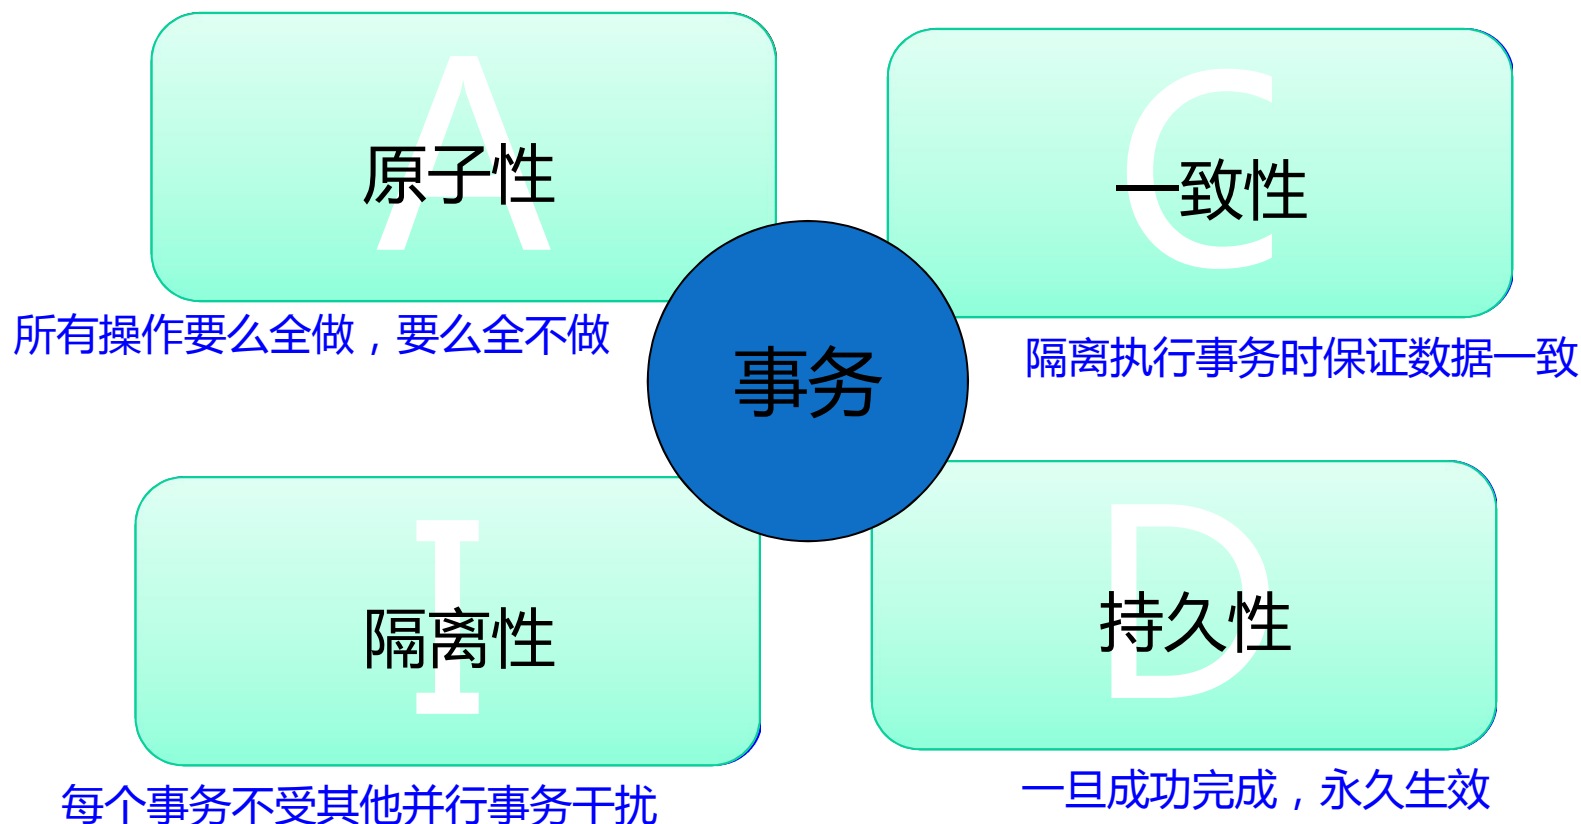 A
原子性
所有操作要么全做，要么全不做
C
一致性
隔离执行事务时保证数据一致
事务
I
隔离性
每个事务不受其他并行事务干扰
D
持久性
一旦成功完成，永久生效